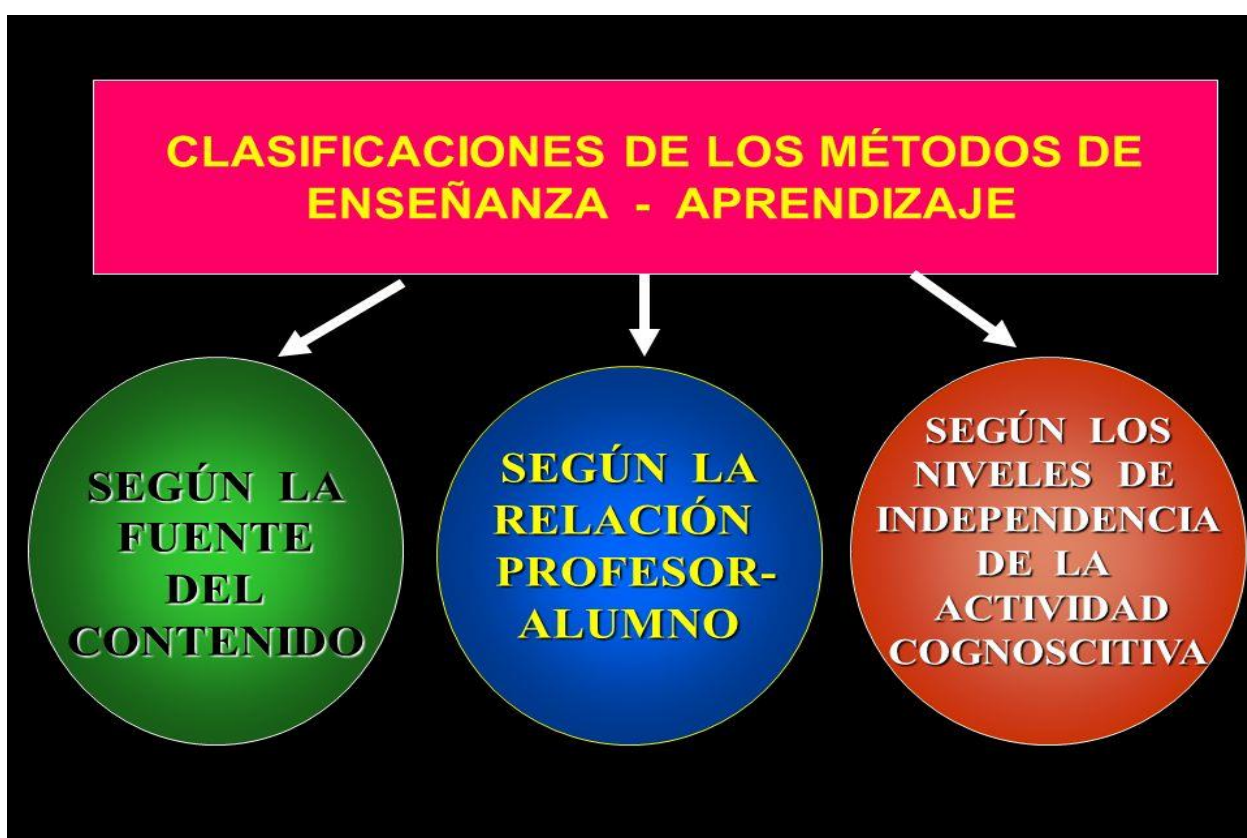 CLASIFICACIONES DE LOS MÉTODOS DE
ENSEÑANZA - APRENDIZAJE
SEGÚN LA
FUENTE
DEL
CONTENIDO
SEGÚN LA
RELACIÓN
PROFESOR-
ALUMNO
SEGÚN LOS
NIVELES DE
INDEPENDENCIA
DE LA
ACTIVIDAD
COGNOSCITIVA